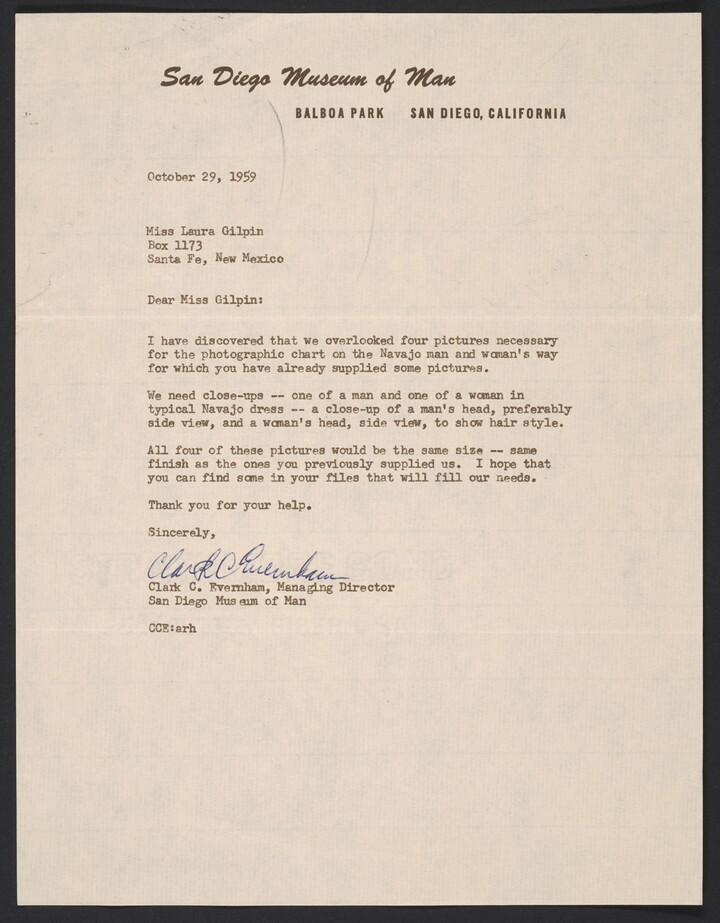 San Diego Museum of Man
BALBOA PARK SAN DIEGO, CALIFORNIA
October 29, 1959
Miss Laura Gilpin
Box 1173
Santa Fe, New Mexico
Dear Miss Gilpin:
I have discovered that we overlooked four pictures necessary
for the photographic chart on the Navajo man and woman's way
for which you have already supplied some pictures.
We need close-ups -- one of a man and one of a woman in
typical Navajo dress -- a close-up of a man's head, preferably
side view, and a woman's head, side view, to show hair style.
All four of these pictures would be the same size -- same
finish as the ones you previously supplied us. I hope that
you can find some in your files that will fill our needs.
Thank you for your help.
Sincerely,
Clark C Evernham
Clark C. Evernham, Managing Director
San Diego Museum of Man
CCE:arh